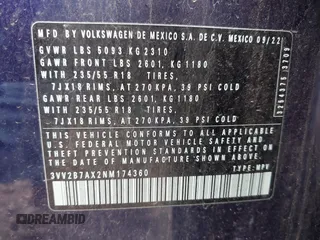 MFD BY VOLKSWAGEN DE MEXICO S.A. DE C.V. MEXICO 09/22
GVWR LBS 5093 KG 2310
GAWR FRONT LBS 2601, KG 1180
WITH 235/55 R18 TIRES,
7JX18 RIMS, AT 270 KPA, 39 PSI COLD
GAWR REAR LBS 2601, KG 1180
WITH 235/55 R18 TIRES,
7JX18 RIMS, AT 270 KPA, 39 PSI COLD
THIS VEHICLE CONFORMS TO ALL APPLICABLE
U.S. FEDERAL MOTOR VEHICLE SAFETY AND
THEFT PREVENTION STANDARDS IN EFFECT ON THE
DATE OF MANUFACTURE SHOWN ABOVE.
3VV2B7AX2NM174360 TYPE: MPV
DREAMBID